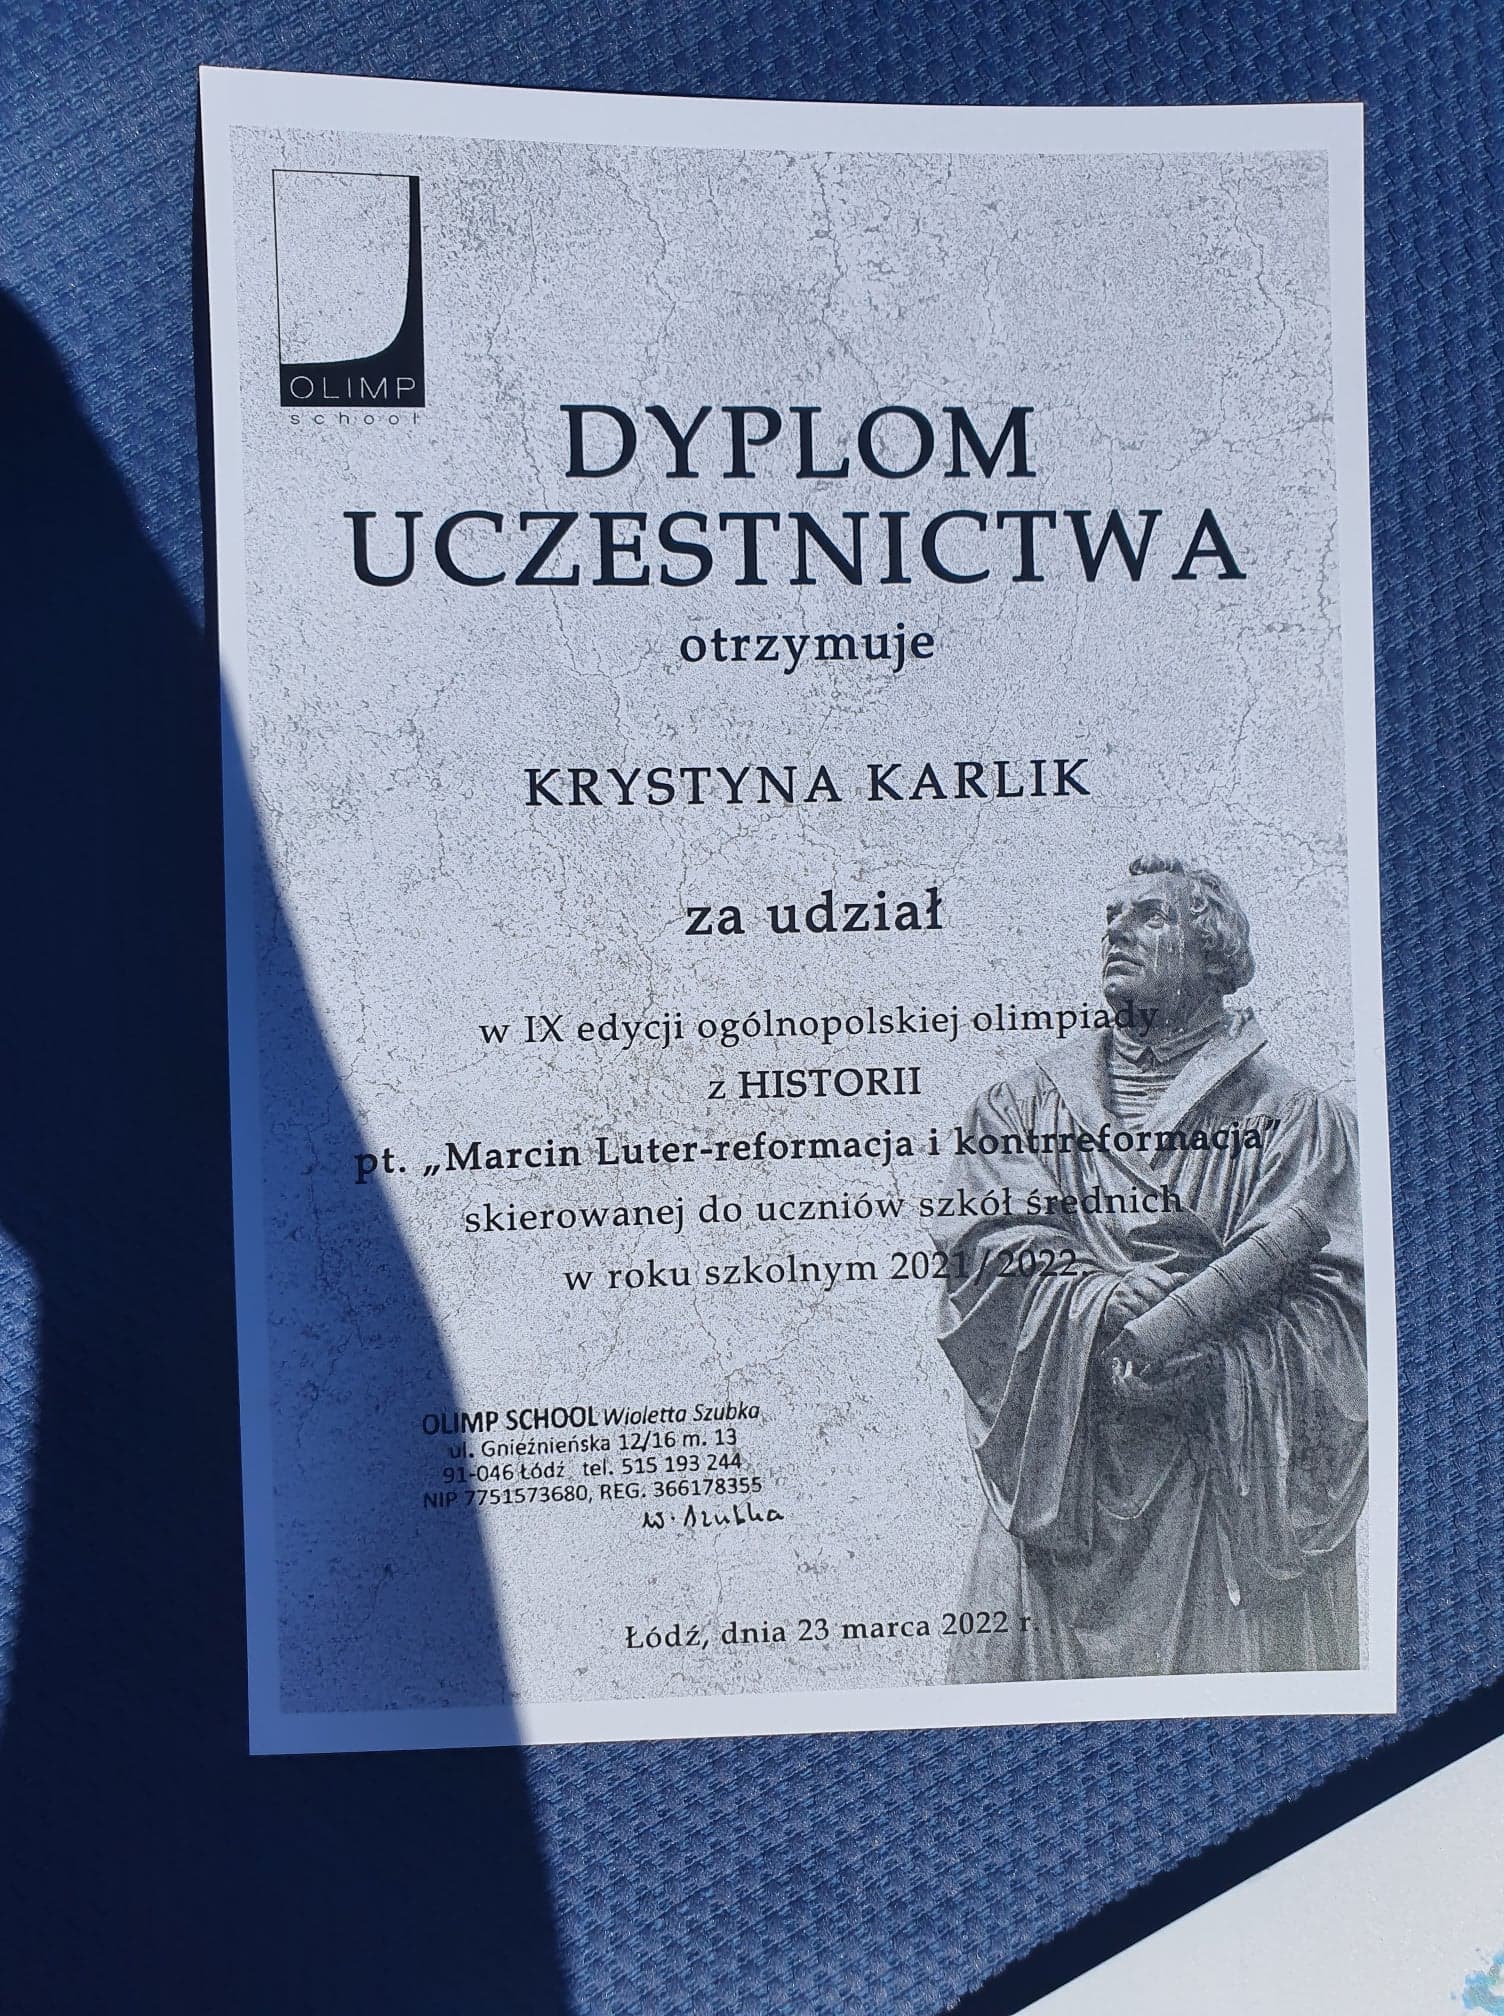 OLIMP
school
DYPLOM
UCZESTNICTWA
otrzymuje
KRYSTYNA KARLIK
za udział
w IX edycji ogólnopolskiej olimpiady
z HISTORII
pt. „Marcin Luter-reformacja i kontrreformacja”
skierowanej do uczniów szkół średnich
w roku szkolnym 2021/2022.
OLIMP SCHOOL Wioletta Szubka
ul. Gnieźnieńska 12/16 m. 13
91-046 Łódź tel. 515 193 244
NIP 7751573680, REG. 366178355
W. Szubka
Łódź, dnia 23 marca 2022 r.